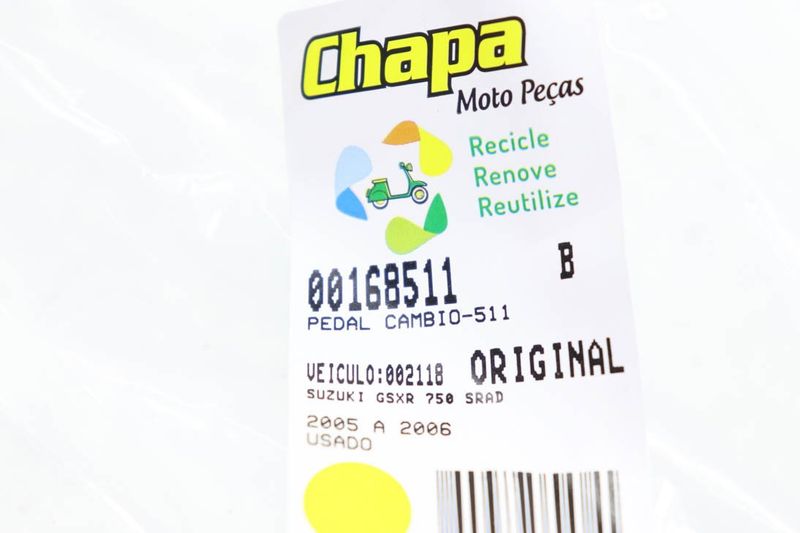 Chapa
Moto Peças
Recicle
Renove
Reutilize
00168511 B
PEDAL CAMBIO-511
VEICULO:002118 ORIGINAL
SUZUKI GSXR 750 SRAD
2005 A 2006
USADO